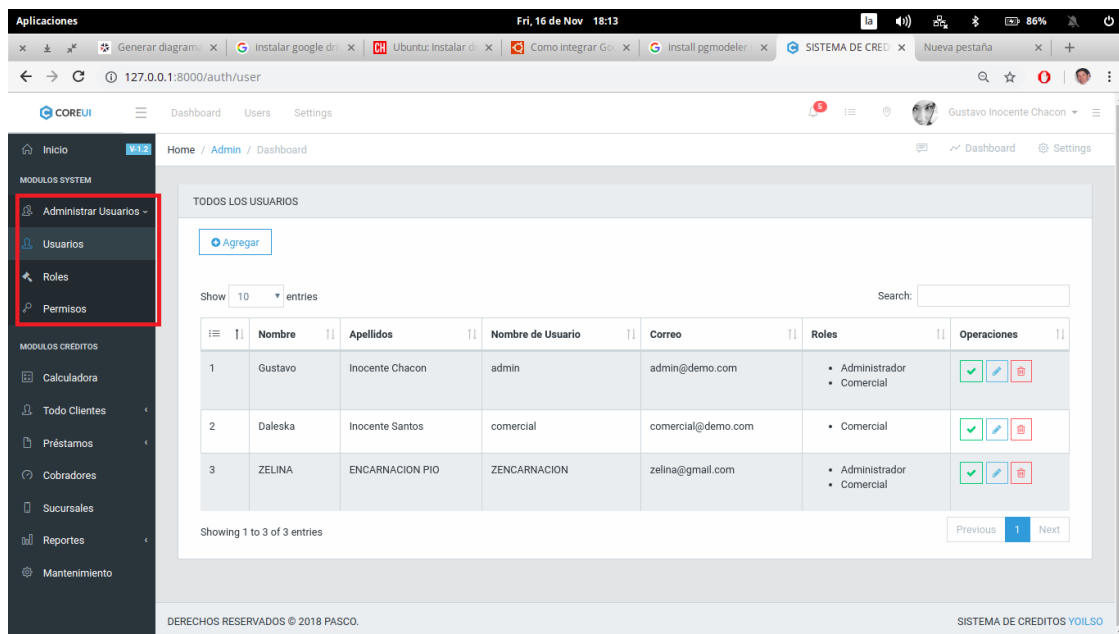 Aplicaciones
Fri, 16 de Nov 18:13
la
86%
Generar diagrama
instalar google dri
CH Ubuntu: Instalar d
Como integrar Go
install pgmodeler
SISTEMA DE CRED
Nueva pestaña
127.0.0.1:8000/auth/user
COREUI
Dashboard Users Settings
5
Gustavo Inocente Chacon
Inicio V-1.2
Home / Admin / Dashboard
Dashboard Settings
MODULOS SYSTEM
Administrar Usuarios
Usuarios
Roles
Permisos
MODULOS CRÉDITOS
Calculadora
Todo Clientes
Préstamos
Cobradores
Sucursales
Reportes
Mantenimiento
TODOS LOS USUARIOS
Agregar
Show 10 entries
Search:
Nombre Apellidos Nombre de Usuario Correo Roles Operaciones
1 Gustavo Inocente Chacon admin admin@demo.com • Administrador
• Comercial
2 Daleska Inocente Santos comercial comercial@demo.com • Comercial
3 ZELINA ENCARNACION PIO ZENCARNACION zelina@gmail.com • Administrador
• Comercial
Showing 1 to 3 of 3 entries
Previous 1 Next
DERECHOS RESERVADOS © 2018 PASCO.
SISTEMA DE CREDITOS YOILSO